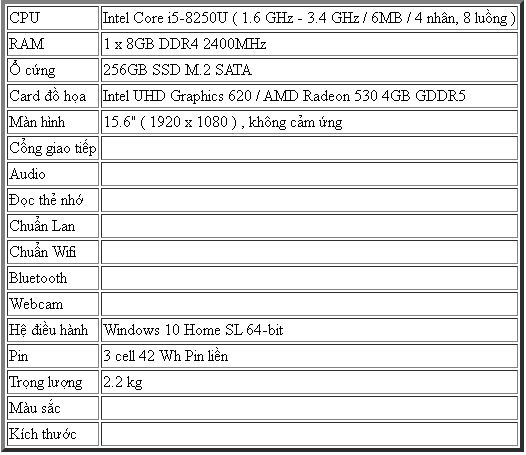 CPU Intel Core i5-8250U ( 1.6 GHz - 3.4 GHz / 6MB / 4 nhân, 8 luồng )
RAM 1 x 8GB DDR4 2400MHz
Ổ cứng 256GB SSD M.2 SATA
Card đồ họa Intel UHD Graphics 620 / AMD Radeon 530 4GB GDDR5
Màn hình 15.6" ( 1920 x 1080 ) , không cảm ứng
Cổng giao tiếp
Audio
Đọc thẻ nhớ
Chuẩn Lan
Chuẩn Wifi
Bluetooth
Webcam
Hệ điều hành Windows 10 Home SL 64-bit
Pin 3 cell 42 Wh Pin liền
Trọng lượng 2.2 kg
Màu sắc
Kích thước